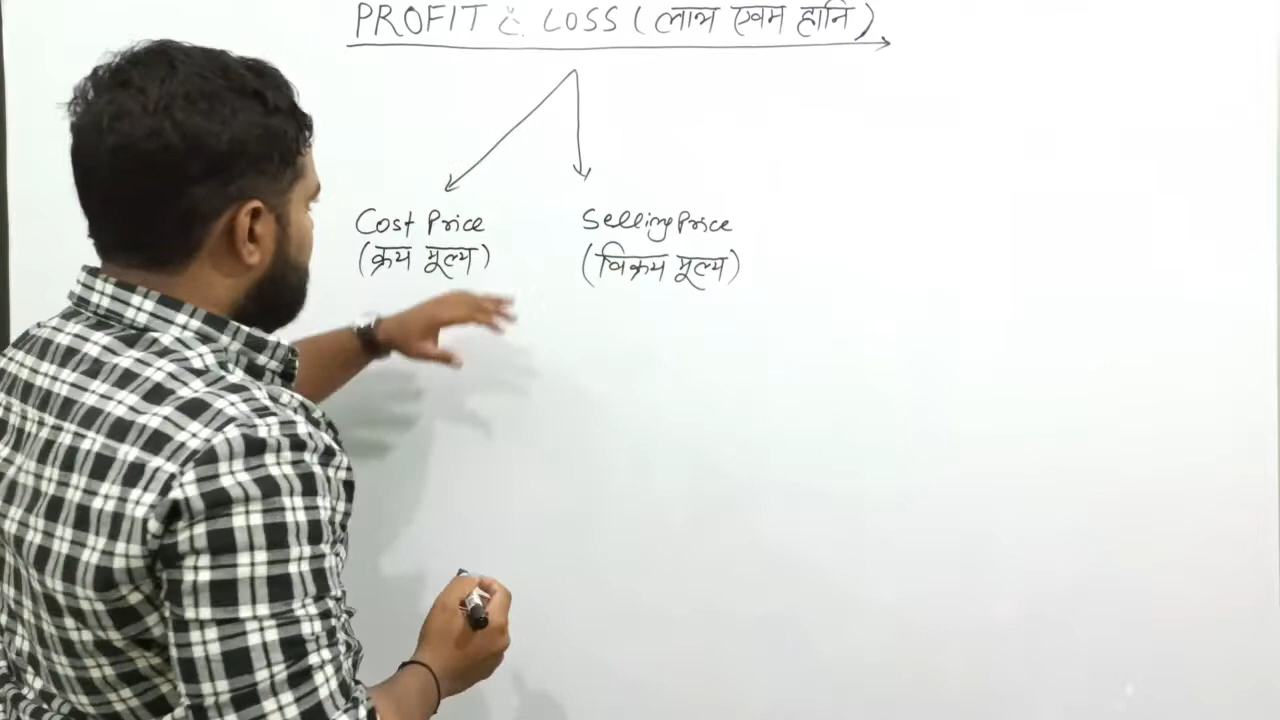 PROFIT & LOSS (लाभ एवम हानि)
Cost Price
(क्रय मूल्य)
Selling Price
(विक्रय मूल्य)